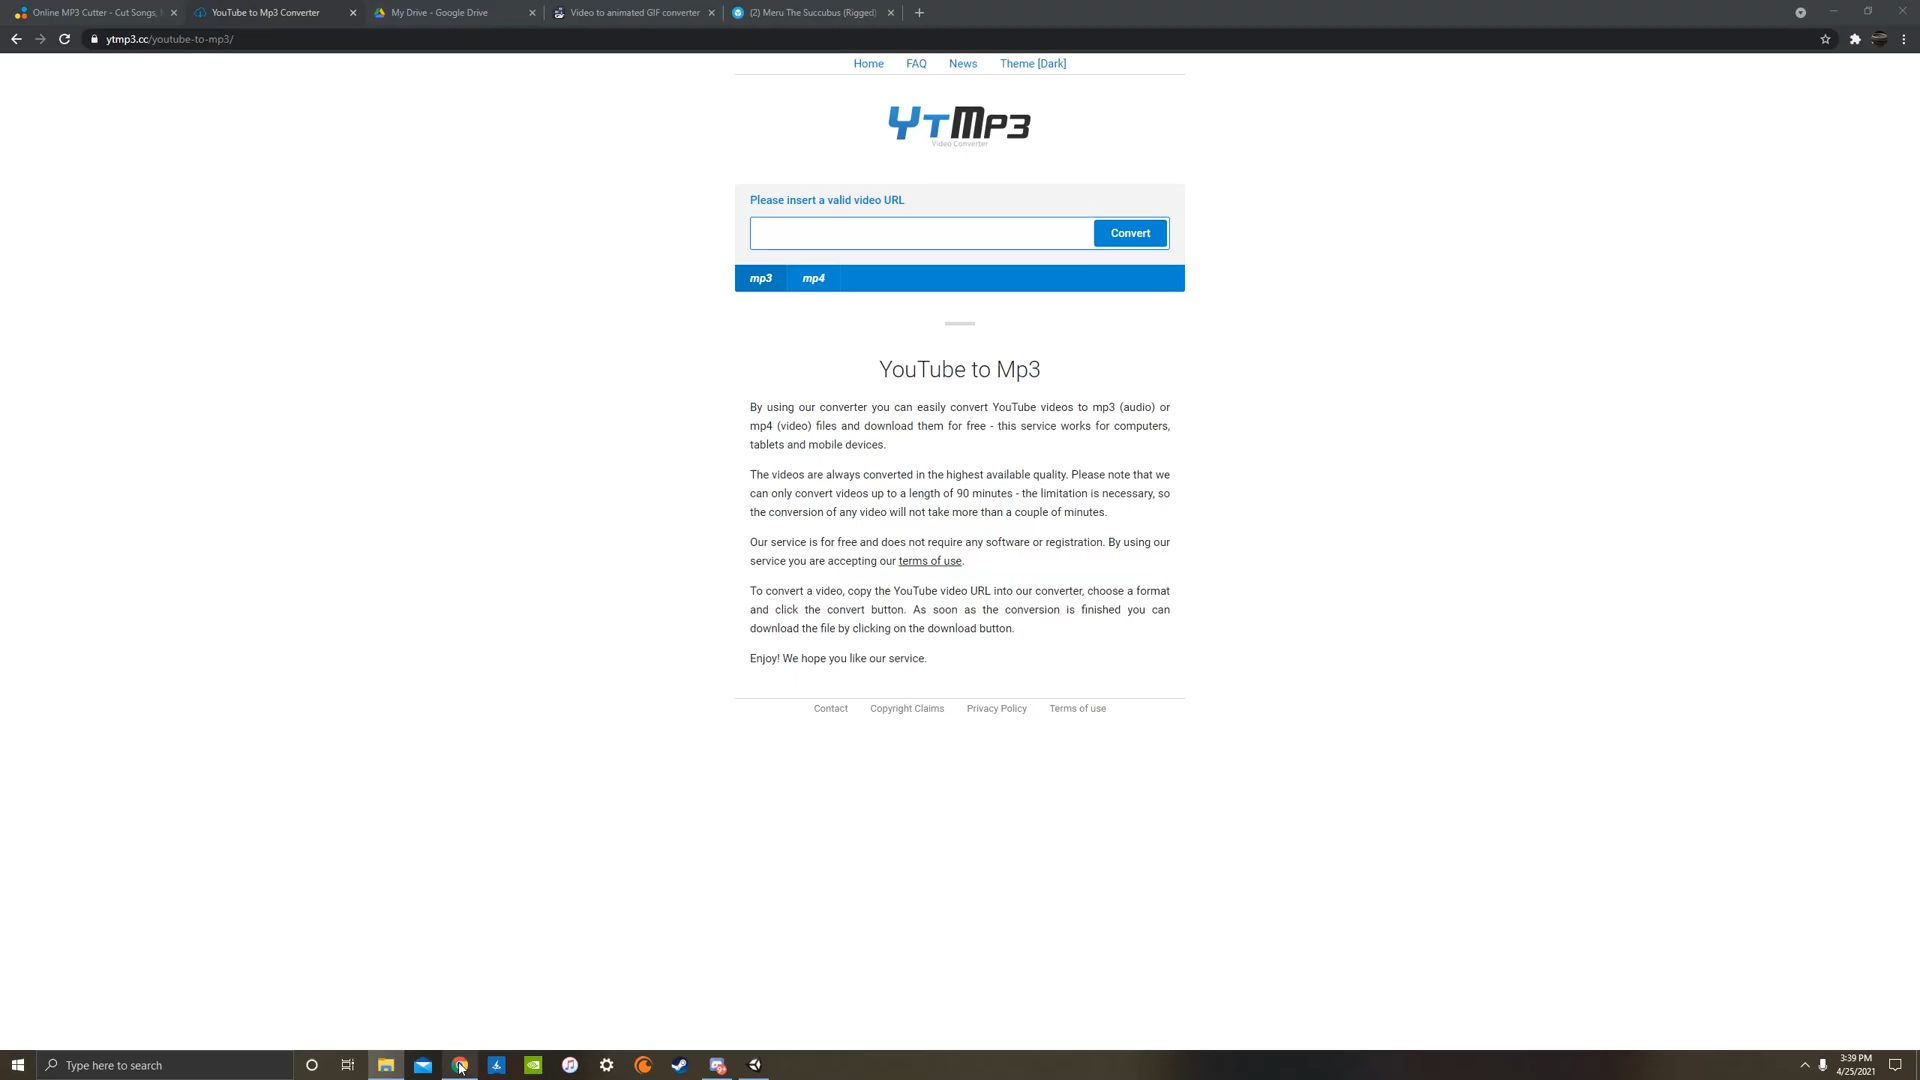 Online MP3 Cutter - Cut Songs,
YouTube to Mp3 Converter
My Drive - Google Drive
Video to animated GIF converter
(2) Meru The Succubus (Rigged)
ytmp3.cc/youtube-to-mp3/
Home FAQ News Theme [Dark]
YTMP3
Video Converter
Please insert a valid video URL
Convert
mp3 mp4
YouTube to Mp3
By using our converter you can easily convert YouTube videos to mp3 (audio) or
mp4 (video) files and download them for free - this service works for computers,
tablets and mobile devices.
The videos are always converted in the highest available quality. Please note that we
can only convert videos up to a length of 90 minutes - the limitation is necessary, so
the conversion of any video will not take more than a couple of minutes.
Our service is for free and does not require any software or registration. By using our
service you are accepting our terms of use.
To convert a video, copy the YouTube video URL into our converter, choose a format
and click the convert button. As soon as the conversion is finished you can
download the file by clicking on the download button.
Enjoy! We hope you like our service.
Contact Copyright Claims Privacy Policy Terms of use
Type here to search
3:39 PM
4/25/2021